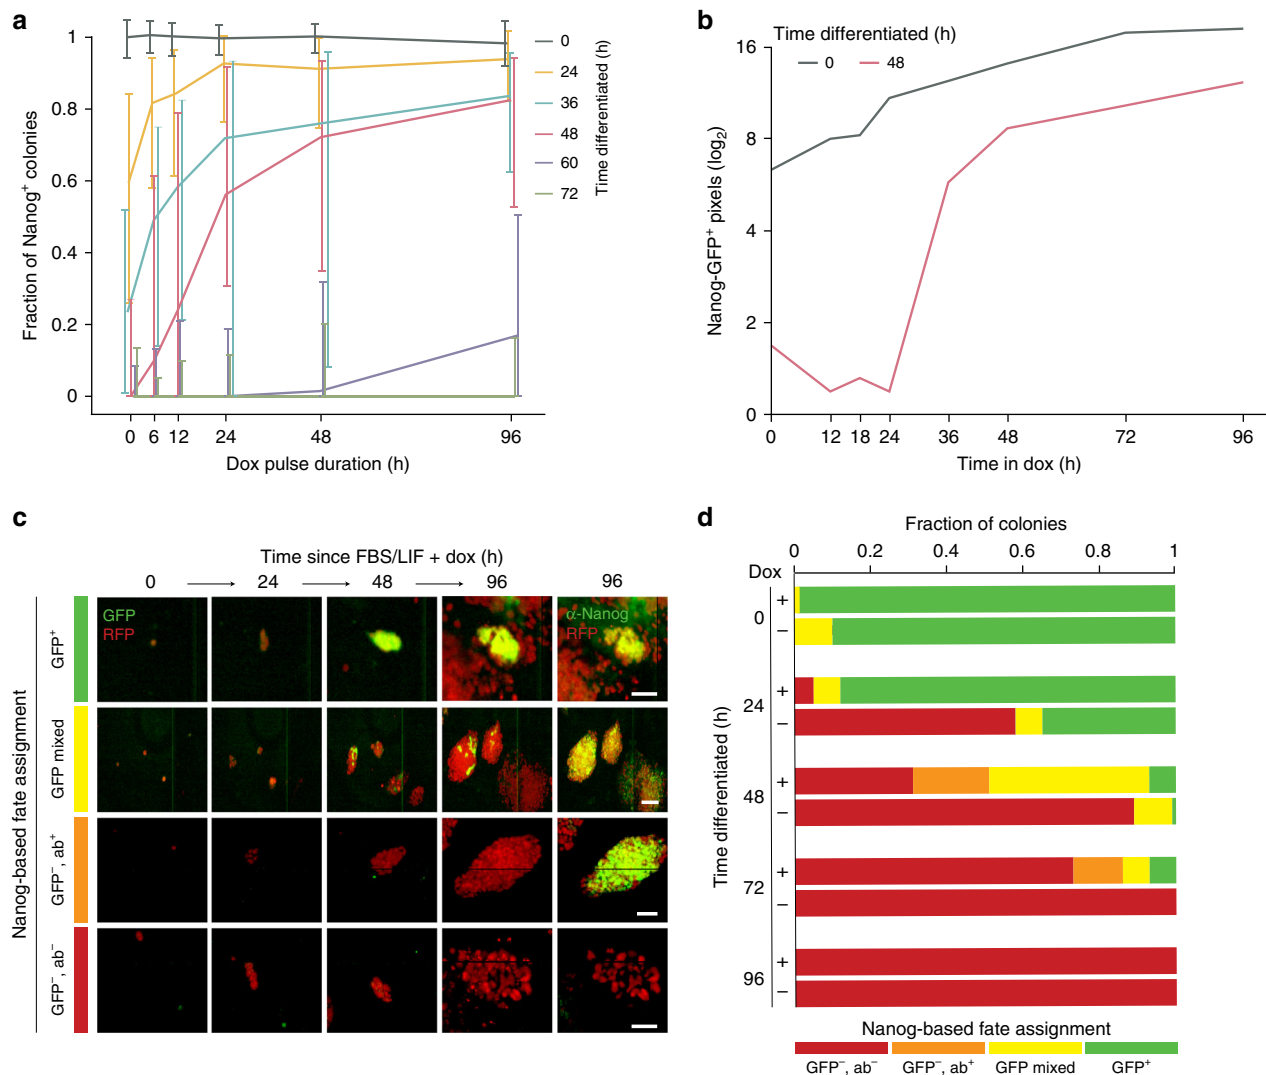 a
Fraction of Nanog⁺ colonies
1
0.8
0.6
0.4
0.2
0
0 6 12 24 48 96
Dox pulse duration (h)
0
24
36
48
60
72
Time differentiated (h)
b
Time differentiated (h)
0 48
Nanog-GFP⁺ pixels (log₂)
16
8
4
2
0
0 12 18 24 36 48 72 96
Time in dox (h)
c
Time since FBS/LIF + dox (h)
0 24 48 96 96
Nanog-based fate assignment
GFP⁺
GFP
RFP
α-Nanog
RFP
GFP mixed
GFP⁻, ab⁺
GFP⁻, ab⁻
d
Fraction of colonies
0 0.2 0.4 0.6 0.8 1
Dox
Time differentiated (h)
0
+
−
24
+
−
48
+
−
72
+
−
96
+
−
Nanog-based fate assignment
GFP⁻, ab⁻ GFP⁻, ab⁺ GFP mixed GFP⁺